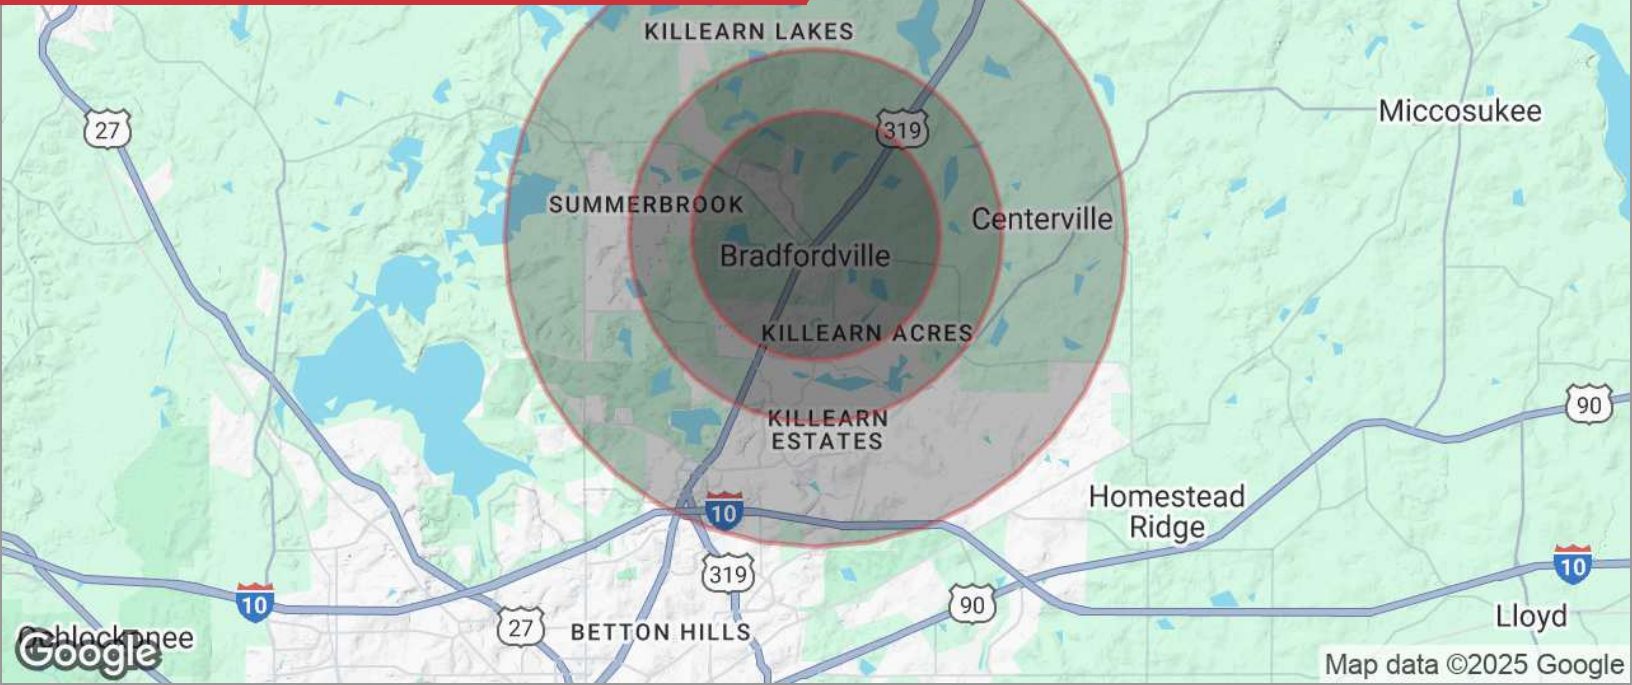 KILLEARN LAKES
27
319
Miccosukee
SUMMERBROOK
Centerville
Bradfordville
KILLEARN ACRES
90
KILLEARN
ESTATES
Homestead
Ridge
10
319
10
10
90
27
BETTON HILLS
Lloyd
Google
Map data ©2025 Google